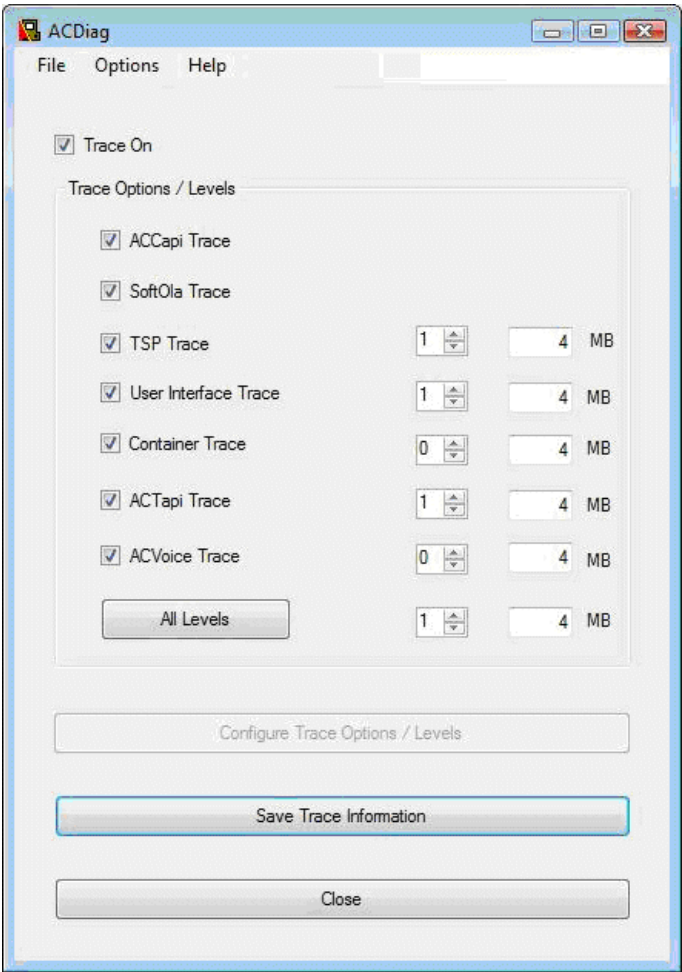 ACDiag
File Options Help
Trace On
Trace Options / Levels
ACCapi Trace
SoftOla Trace
TSP Trace 1 4 MB
User Interface Trace 1 4 MB
Container Trace 0 4 MB
ACTapi Trace 1 4 MB
ACVoice Trace 0 4 MB
All Levels 1 4 MB
Configure Trace Options / Levels
Save Trace Information
Close